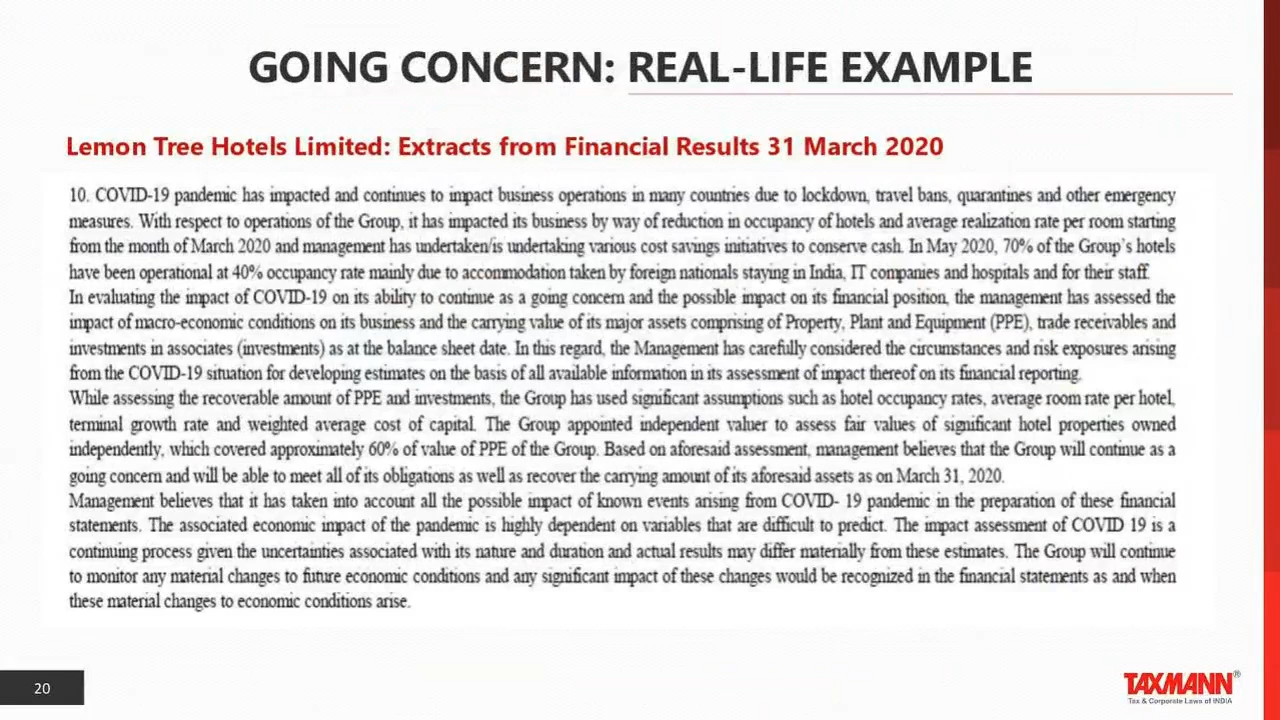 GOING CONCERN: REAL-LIFE EXAMPLE
Lemon Tree Hotels Limited: Extracts from Financial Results 31 March 2020
10. COVID-19 pandemic has impacted and continues to impact business operations in many countries due to lockdown, travel bans, quarantines and other emergency
measures. With respect to operations of the Group, it has impacted its business by way of reduction in occupancy of hotels and average realization rate per room starting
from the month of March 2020 and management has undertaken/is undertaking various cost savings initiatives to conserve cash. In May 2020, 70% of the Group's hotels
have been operational at 40% occupancy rate mainly due to accommodation taken by foreign nationals staying in India, IT companies and hospitals and for their staff.
In evaluating the impact of COVID-19 on its ability to continue as a going concern and the possible impact on its financial position, the management has assessed the
impact of macro-economic conditions on its business and the carrying value of its major assets comprising of Property, Plant and Equipment (PPE), trade receivables and
investments in associates (investments) as at the balance sheet date. In this regard, the Management has carefully considered the circumstances and risk exposures arising
from the COVID-19 situation for developing estimates on the basis of all available information in its assessment of impact thereof on its financial reporting.
While assessing the recoverable amount of PPE and investments, the Group has used significant assumptions such as hotel occupancy rates, average room rate per hotel,
terminal growth rate and weighted average cost of capital. The Group appointed independent valuer to assess fair values of significant hotel properties owned
independently, which covered approximately 60% of value of PPE of the Group. Based on aforesaid assessment, management believes that the Group will continue as a
going concern and will be able to meet all of its obligations as well as recover the carrying amount of its aforesaid assets as on March 31, 2020.
Management believes that it has taken into account all the possible impact of known events arising from COVID- 19 pandemic in the preparation of these financial
statements. The associated economic impact of the pandemic is highly dependent on variables that are difficult to predict. The impact assessment of COVID 19 is a
continuing process given the uncertainties associated with its nature and duration and actual results may differ materially from these estimates. The Group will continue
to monitor any material changes to future economic conditions and any significant impact of these changes would be recognized in the financial statements as and when
these material changes to economic conditions arise.
20
TAXMANN®
Tax & Corporate Laws of INDIA